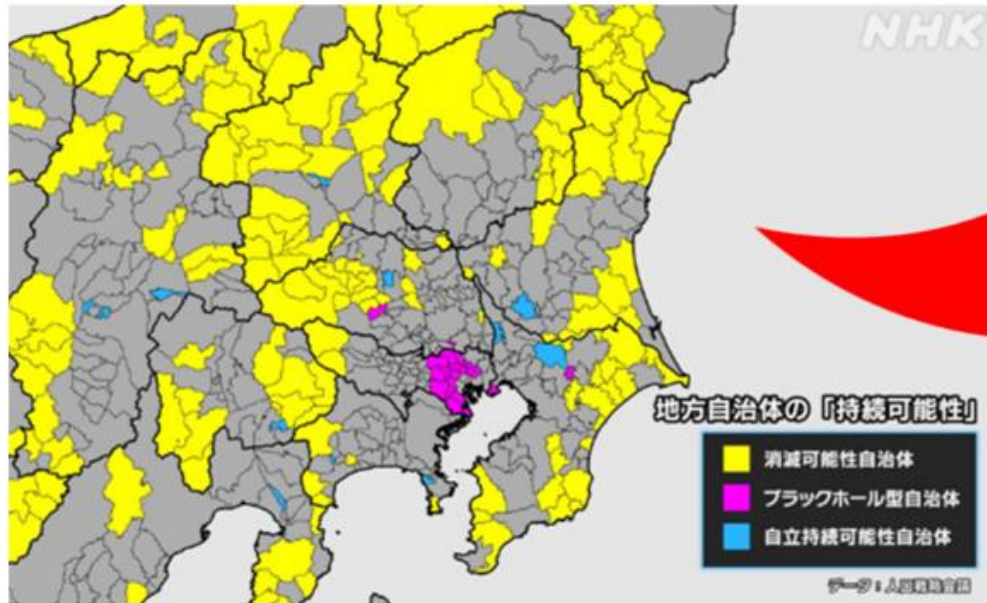 NHK
地方自治体の「持続可能性」
消滅可能性自治体
ブラックホール型自治体
自立持続可能性自治体
データ：人口戦略会議